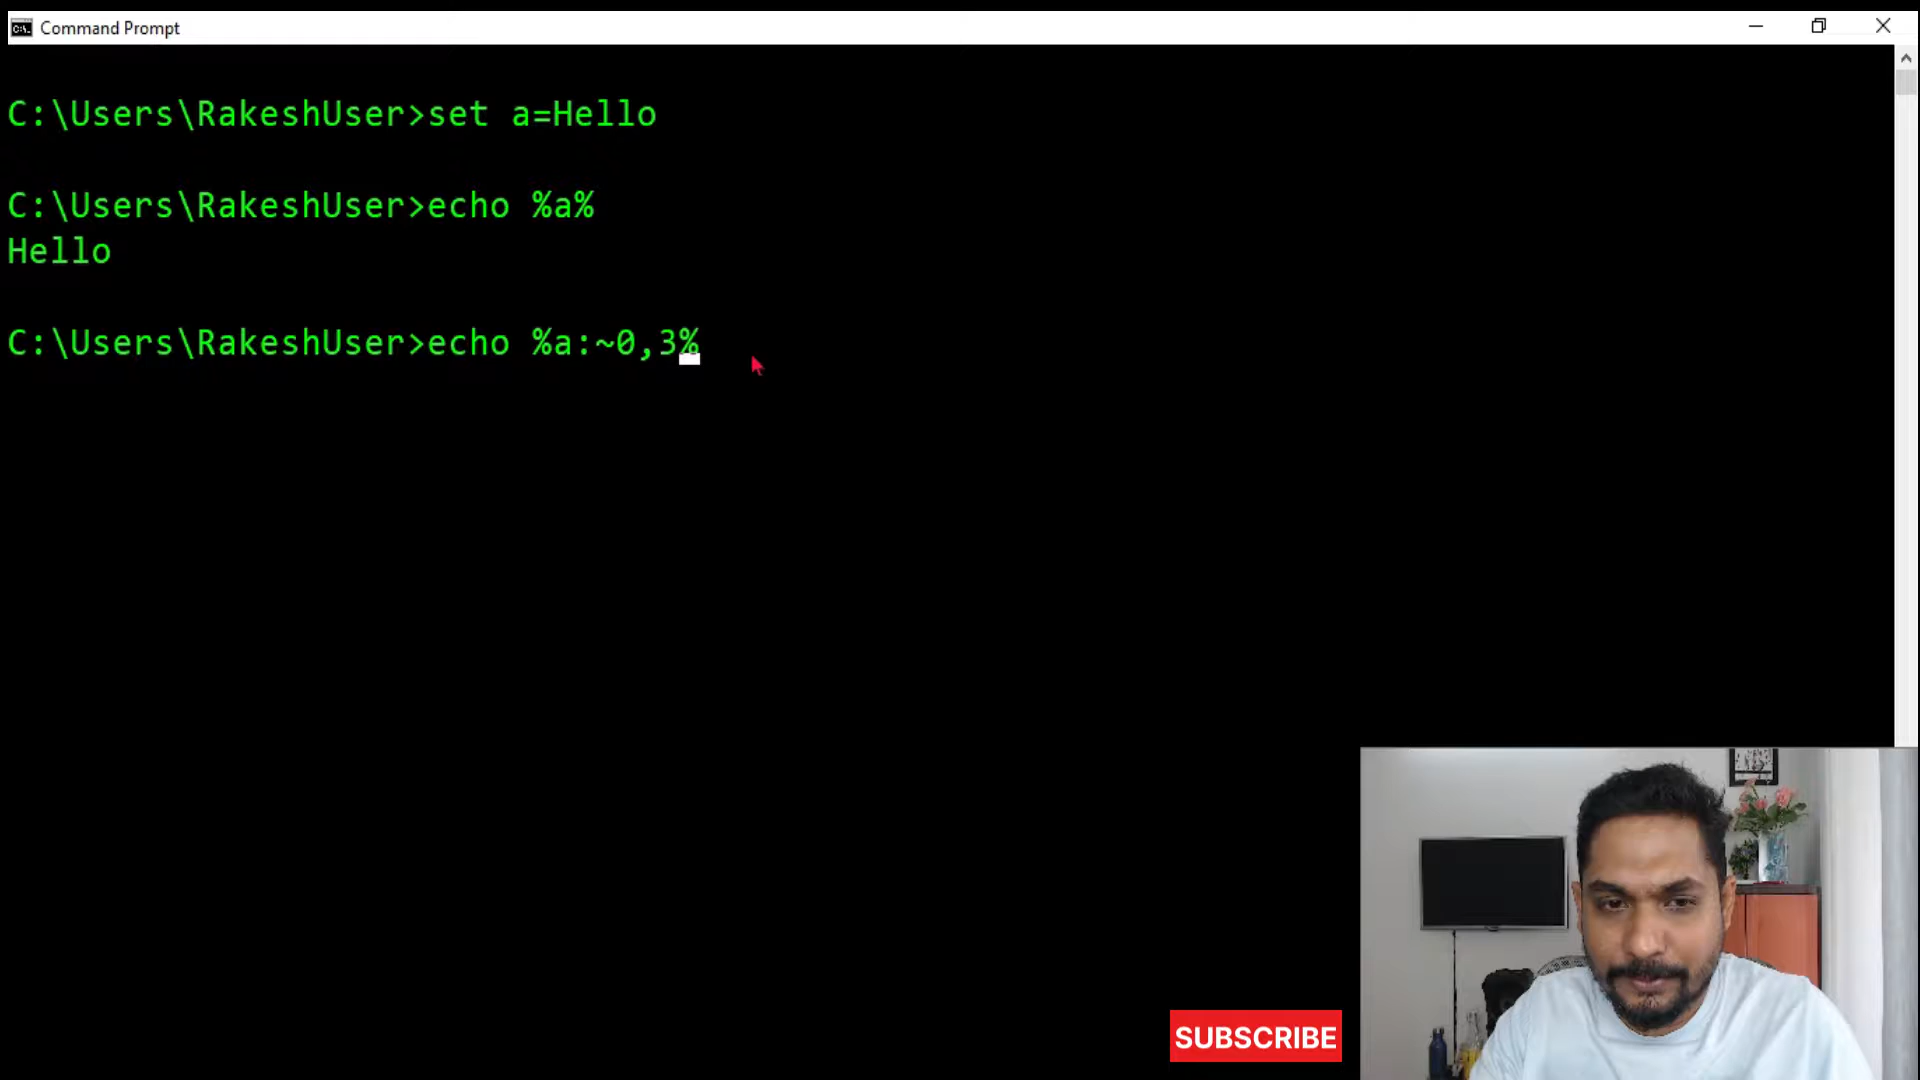 Command Prompt
C:\Users\RakeshUser>set a=Hello
C:\Users\RakeshUser>echo %a%
Hello
C:\Users\RakeshUser>echo %a:~0,3%
SUBSCRIBE